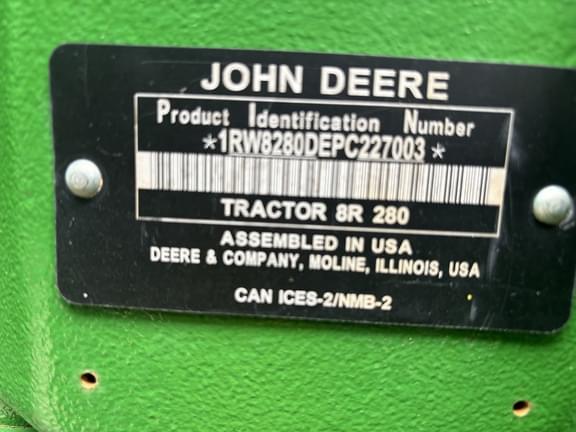 JOHN DEERE
Product Identification Number
*1RW8280DEPC227003*
TRACTOR 8R 280
ASSEMBLED IN USA
DEERE & COMPANY, MOLINE, ILLINOIS, USA
CAN ICES-2/NMB-2